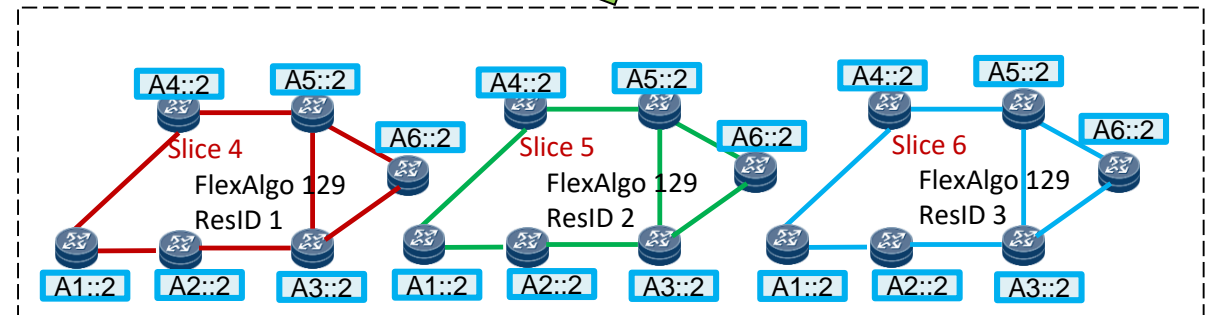 A4::2
A5::2
A6::2
Slice 4
FlexAlgo 129
ResID 1
A1::2
A2::2
A3::2
A4::2
A5::2
A6::2
Slice 5
FlexAlgo 129
ResID 2
A1::2
A2::2
A3::2
A4::2
A5::2
A6::2
Slice 6
FlexAlgo 129
ResID 3
A1::2
A2::2
A3::2